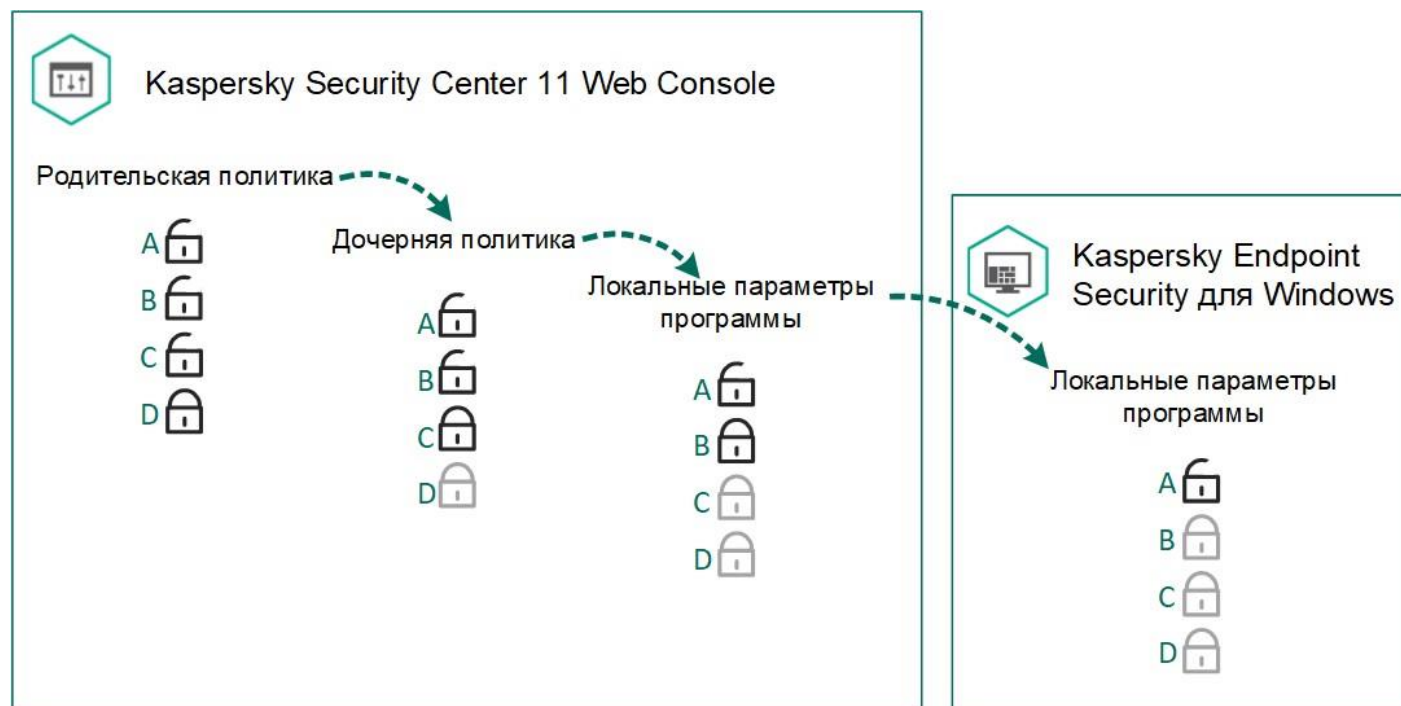 Kaspersky Security Center 11 Web Console
Родительская политика
A
B
C
D
Дочерняя политика
A
B
C
D
Локальные параметры
программы
A
B
C
D
Kaspersky Endpoint
Security для Windows
Локальные параметры
программы
A
B
C
D